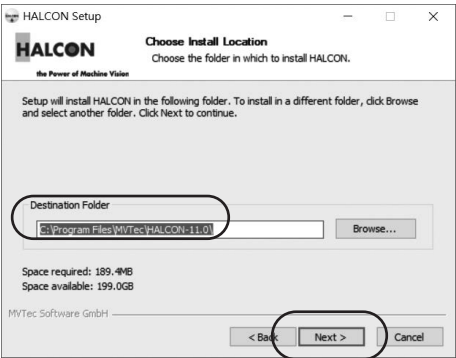 HALCON Setup
HALCON
the Power of Machine Vision
Choose Install Location
Choose the folder in which to install HALCON.
Setup will install HALCON in the following folder. To install in a different folder, click Browse
and select another folder. Click Next to continue.
Destination Folder
C:\Program Files\MVTec\HALCON-11.0\
Browse...
Space required: 189.4MB
Space available: 199.0GB
MVTec Software GmbH
< Back
Next >
Cancel